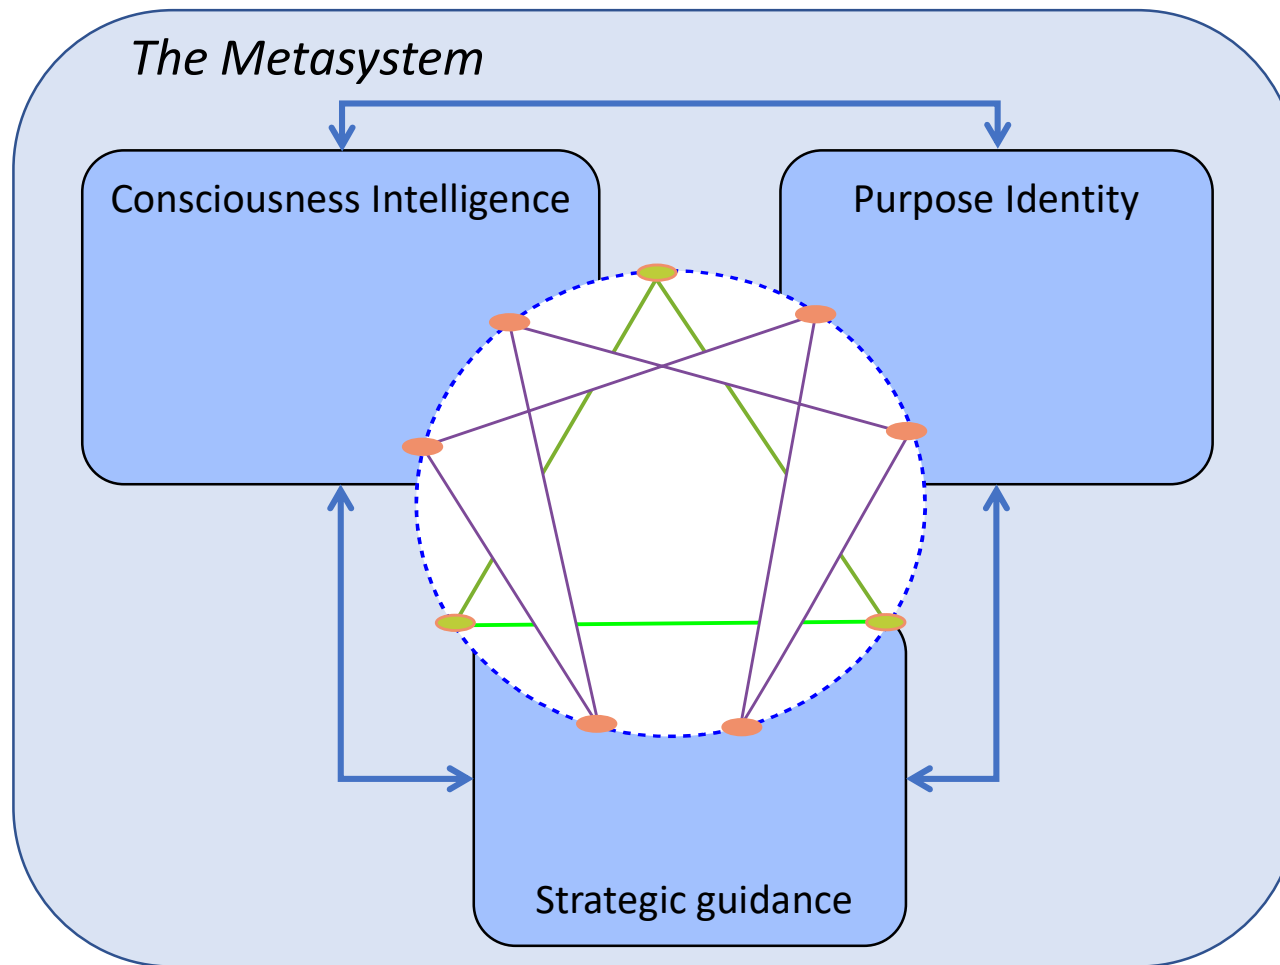 The Metasystem
Consciousness Intelligence
Purpose Identity
Strategic guidance